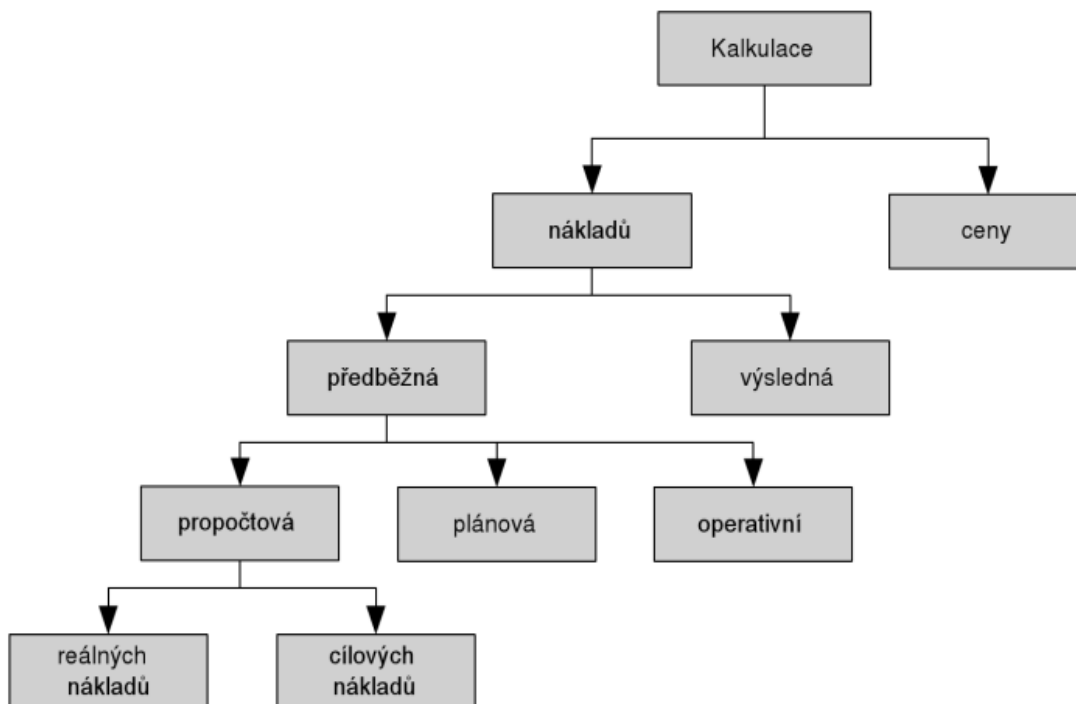 Kalkulace
nákladů
ceny
předběžná
výsledná
propočtová
plánová
operativní
reálných
nákladů
cílových
nákladů